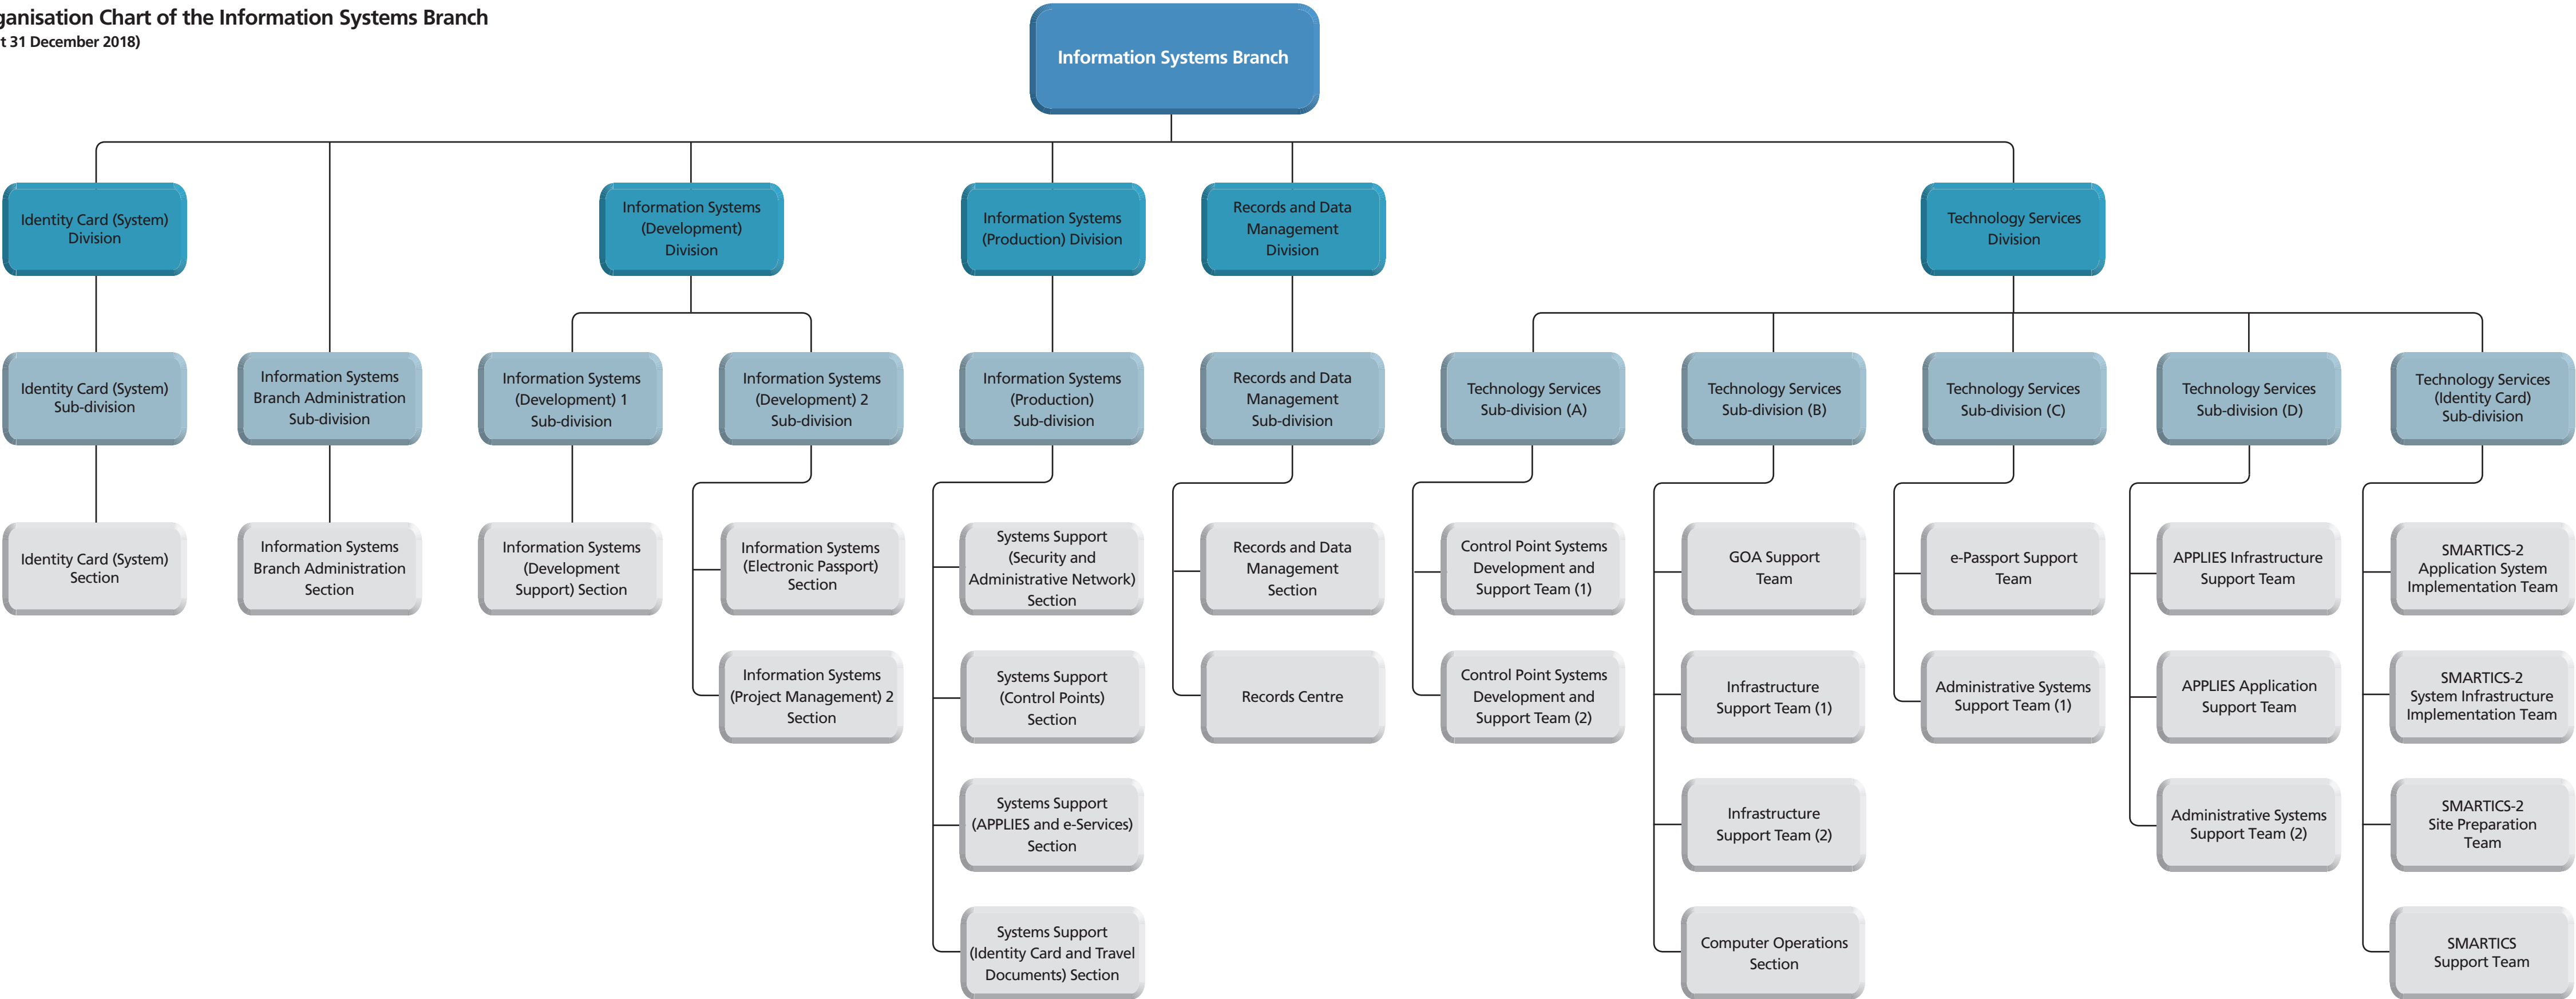 ganisation Chart of the Information Systems Branch
t 31 December 2018)
Information Systems Branch
Identity Card (System)
Division
Information Systems
(Development)
Division
Information Systems
(Production) Division
Records and Data
Management
Division
Technology Services
Division
Identity Card (System)
Sub-division
Information Systems
Branch Administration
Sub-division
Information Systems
(Development) 1
Sub-division
Information Systems
(Development) 2
Sub-division
Information Systems
(Production)
Sub-division
Records and Data
Management
Sub-division
Technology Services
Sub-division (A)
Technology Services
Sub-division (B)
Technology Services
Sub-division (C)
Technology Services
Sub-division (D)
Technology Services
(Identity Card)
Sub-division
Identity Card (System)
Section
Information Systems
Branch Administration
Section
Information Systems
(Development
Support) Section
Information Systems
(Electronic Passport)
Section
Systems Support
(Security and
Administrative Network)
Section
Records and Data
Management
Section
Control Point Systems
Development and
Support Team (1)
GOA Support
Team
e-Passport Support
Team
APPLIES Infrastructure
Support Team
SMARTICS-2
Application System
Implementation Team
Information Systems
(Project Management) 2
Section
Systems Support
(Control Points)
Section
Records Centre
Control Point Systems
Development and
Support Team (2)
Infrastructure
Support Team (1)
Administrative Systems
Support Team (1)
APPLIES Application
Support Team
SMARTICS-2
System Infrastructure
Implementation Team
Systems Support
(APPLIES and e-Services)
Section
Infrastructure
Support Team (2)
Administrative Systems
Support Team (2)
SMARTICS-2
Site Preparation
Team
Systems Support
(Identity Card and Travel
Documents) Section
Computer Operations
Section
SMARTICS
Support Team